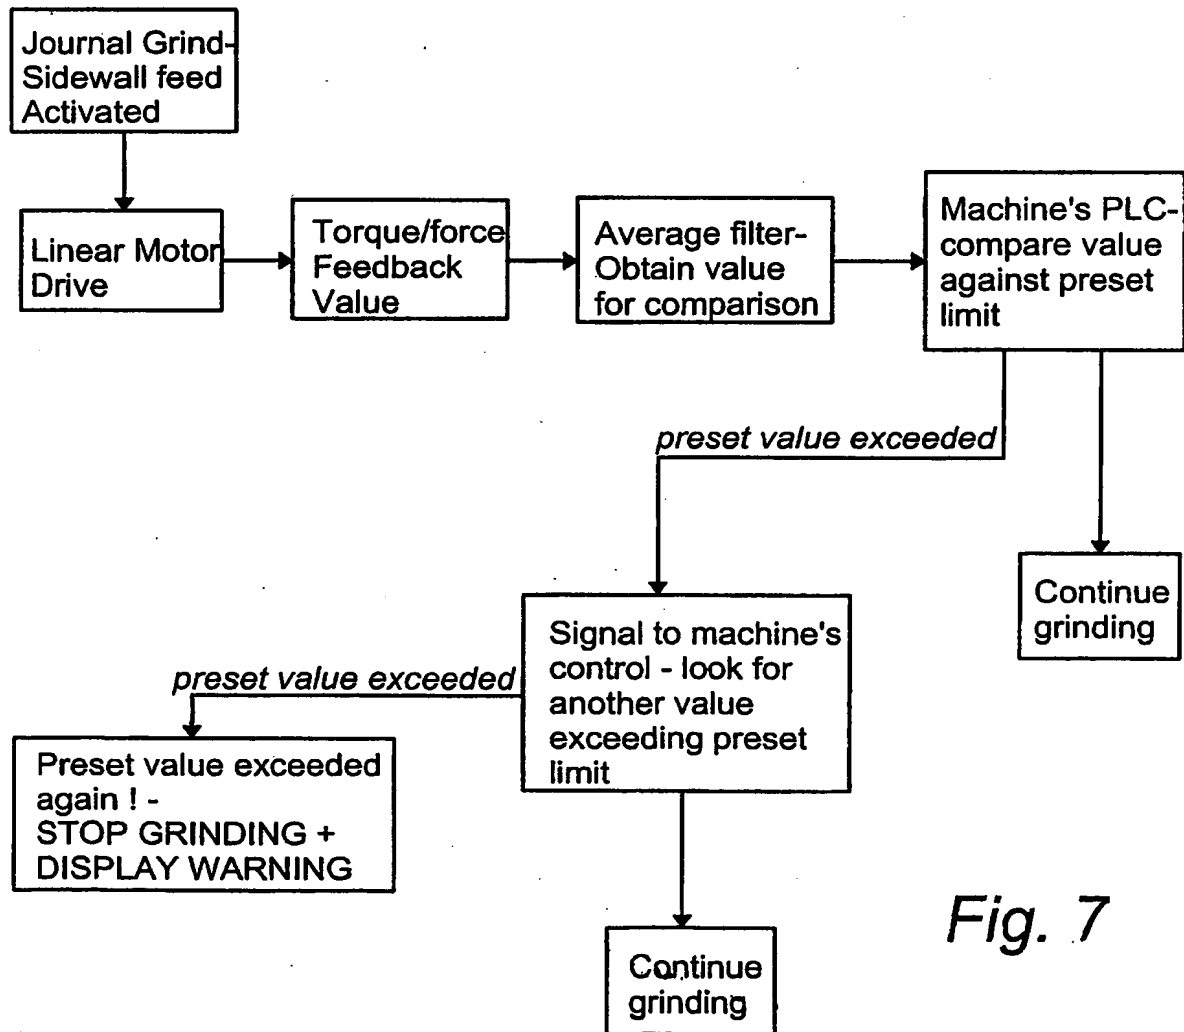 Journal Grind-
Sidewall feed
Activated
Linear Motor
Drive
Torque/force
Feedback
Value
Average filter-
Obtain value
for comparison
Machine's PLC-
compare value
against preset
limit
preset value exceeded
Continue
grinding
Signal to machine's
control - look for
another value
exceeding preset
limit
preset value exceeded
Preset value exceeded
again ! -
STOP GRINDING +
DISPLAY WARNING
Continue
grinding
Fig. 7